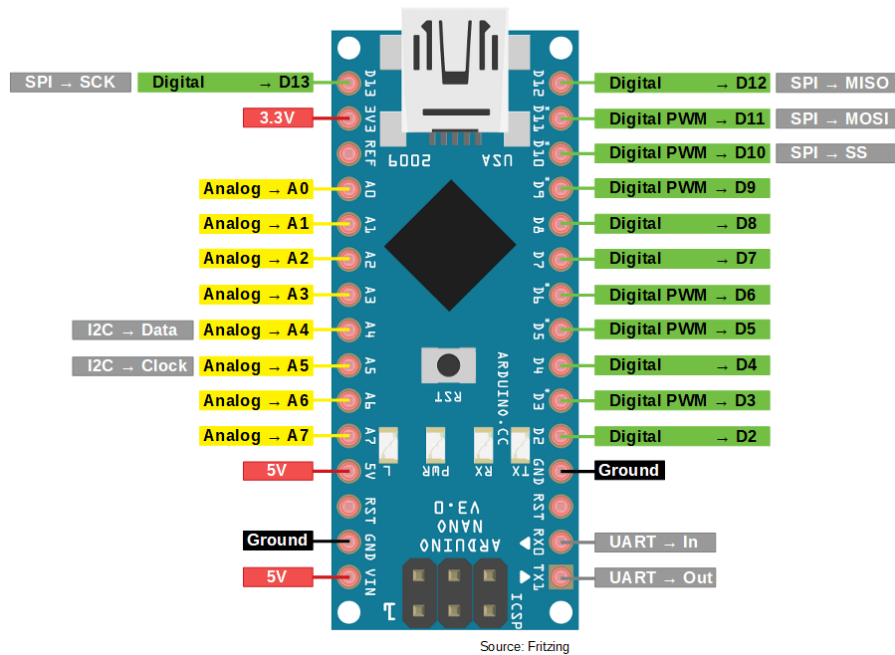 SPI → SCK Digital → D13
3.3V
Analog → A0
Analog → A1
Analog → A2
Analog → A3
I2C → Data Analog → A4
I2C → Clock Analog → A5
Analog → A6
Analog → A7
5V
Ground
5V
D13
3V3
REF
A0
A1
A2
A3
A4
A5
A6
A7
5V
RST
GND
VIN
2009 USA
RST
ARDUINO.CC
L PWR RX TX
ARDUINO
NANO
V3.0
1
ICSP
D12
D11
D10
D9
D8
D7
D6
D5
D4
D3
D2
GND
RST
RX0
TX1
Digital → D12 SPI → MISO
Digital PWM → D11 SPI → MOSI
Digital PWM → D10 SPI → SS
Digital PWM → D9
Digital → D8
Digital → D7
Digital PWM → D6
Digital PWM → D5
Digital → D4
Digital PWM → D3
Digital → D2
Ground
UART → In
UART → Out
Source: Fritzing